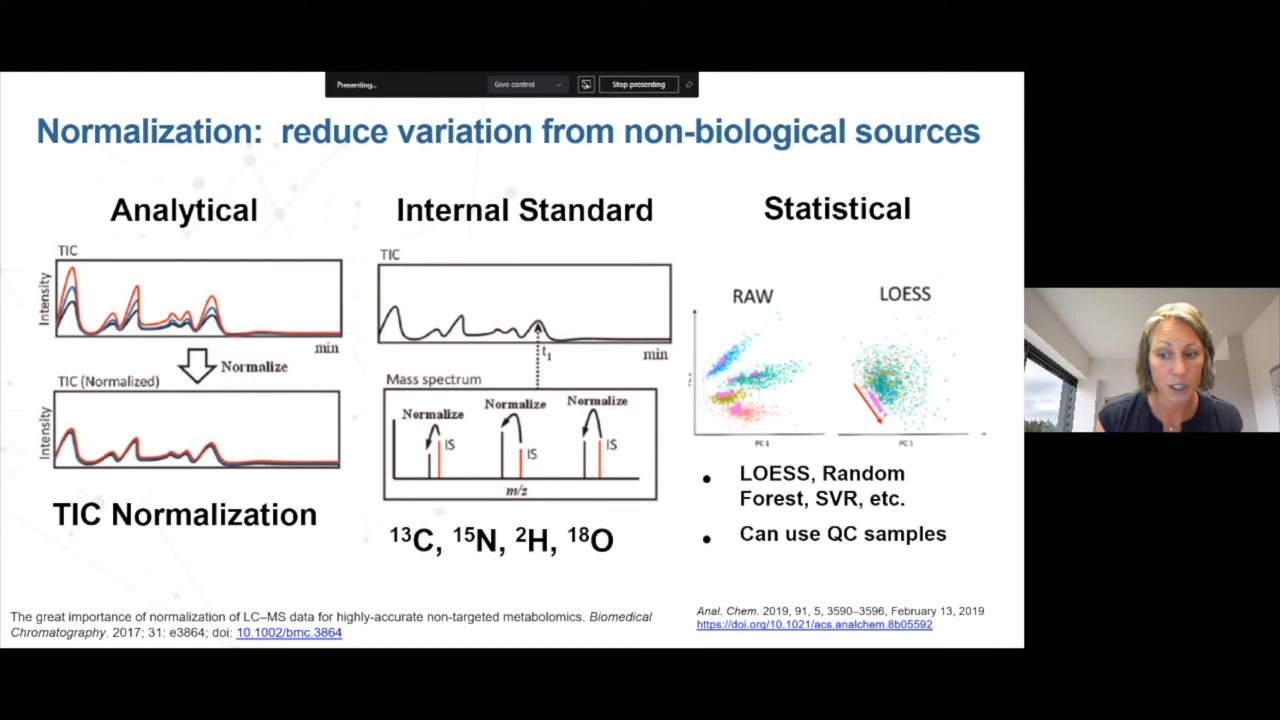 Presenting...
Give control
Stop presenting
Normalization: reduce variation from non-biological sources
Analytical
TIC
Intensity
min
Normalize
TIC (Normalized)
Intensity
TIC Normalization
Internal Standard
TIC
t1
min
Mass spectrum
Normalize
Normalize
Normalize
IS
IS
IS
m/z
¹³C, ¹⁵N, ²H, ¹⁸O
Statistical
RAW
LOESS
PC 1
PC 1
• LOESS, Random
Forest, SVR, etc.
• Can use QC samples
The great importance of normalization of LC–MS data for highly-accurate non-targeted metabolomics. Biomedical
Chromatography. 2017; 31: e3864; doi: 10.1002/bmc.3864
Anal. Chem. 2019, 91, 5, 3590–3596, February 13, 2019
https://doi.org/10.1021/acs.analchem.8b05592